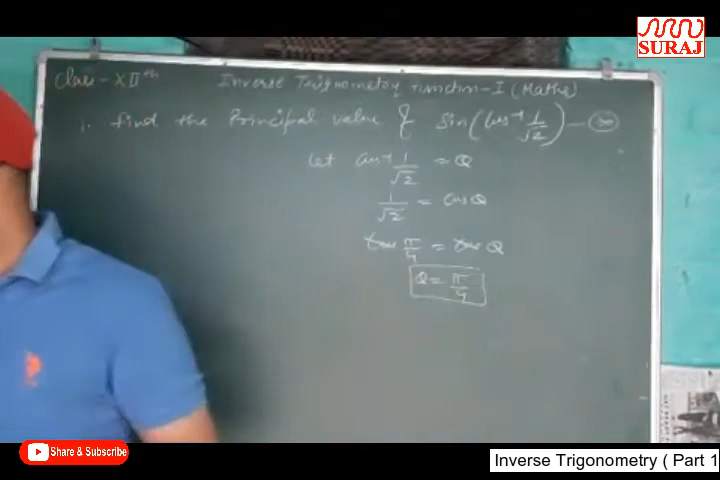 SURAJ
Class - XIIth Inverse Trignometry Function - I (Maths)
1. find the Principal value of Sin(Cos⁻¹ 1/√2) - ⊗
let Cos⁻¹ 1/√2 = Q
1/√2 = Cos Q
Cos π/4 = Cos Q
Q = π/4
Share & Subscribe
Inverse Trigonometry ( Part 1